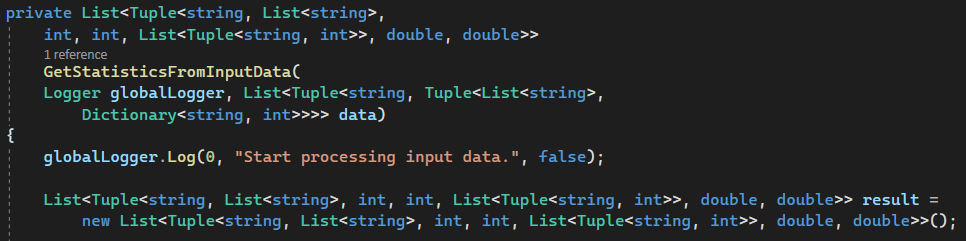 private List<Tuple<string, List<string>,
int, int, List<Tuple<string, int>>, double, double>>
1 reference
GetStatisticsFromInputData(
Logger globalLogger, List<Tuple<string, Tuple<List<string>,
Dictionary<string, int>>>> data)
{
globalLogger.Log(0, "Start processing input data.", false);
List<Tuple<string, List<string>, int, int, List<Tuple<string, int>>, double, double>> result =
new List<Tuple<string, List<string>, int, int, List<Tuple<string, int>>, double, double>>();